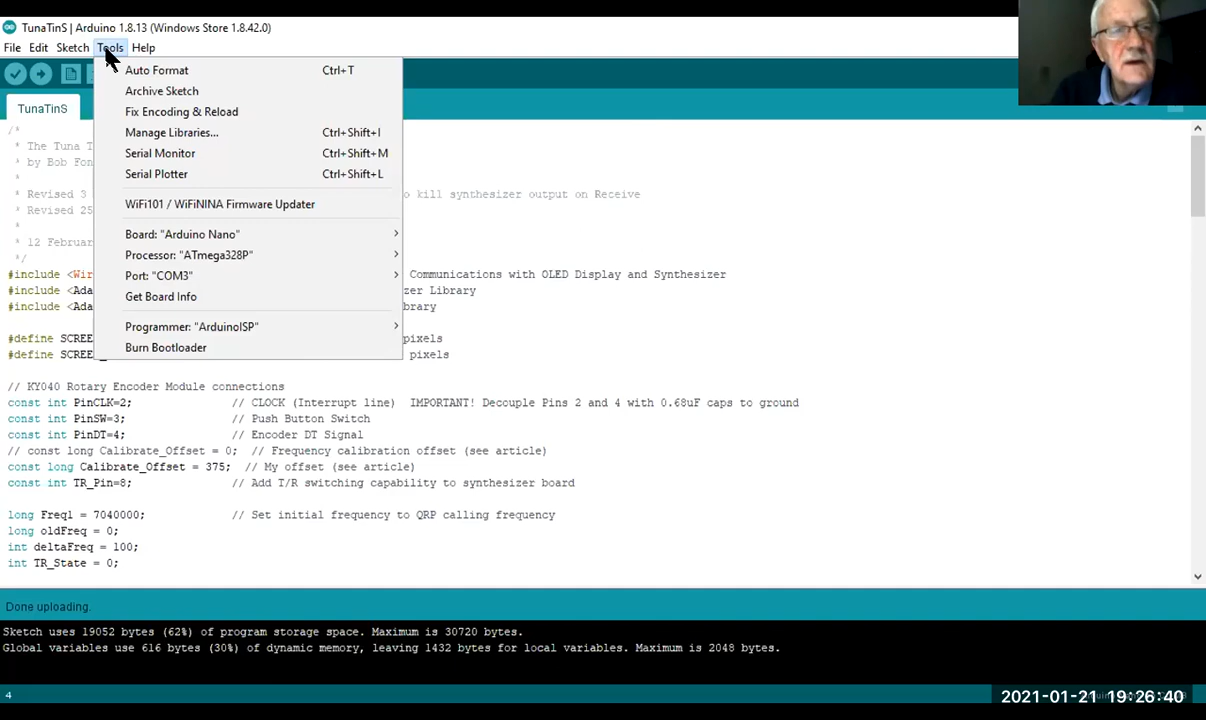 TunaTinS | Arduino 1.8.13 (Windows Store 1.8.42.0)
File Edit Sketch Tools Help
Auto Format Ctrl+T
Archive Sketch
Fix Encoding & Reload
Manage Libraries... Ctrl+Shift+I
Serial Monitor Ctrl+Shift+M
Serial Plotter Ctrl+Shift+L
WiFi101 / WiFiNINA Firmware Updater
Board: "Arduino Nano"
Processor: "ATmega328P"
Port: "COM3"
Get Board Info
Programmer: "ArduinoISP"
Burn Bootloader
TunaTinS
/*
* The Tuna T
* by Bob Fon
*
* Revised 3 o kill synthesizer output on Receive
* Revised 25
*
* 12 Februar
*/
#include <Wir Communications with OLED Display and Synthesizer
#include <Ada zer Library
#include <Ada brary
#define SCREE pixels
#define SCREE_ pixels
// KY040 Rotary Encoder Module connections
const int PinCLK=2; // CLOCK (Interrupt line) IMPORTANT! Decouple Pins 2 and 4 with 0.68uF caps to ground
const int PinSW=3; // Push Button Switch
const int PinDT=4; // Encoder DT Signal
// const long Calibrate_Offset = 0; // Frequency calibration offset (see article)
const long Calibrate_Offset = 375; // My offset (see article)
const int TR_Pin=8; // Add T/R switching capability to synthesizer board
long Freq1 = 7040000; // Set initial frequency to QRP calling frequency
long oldFreq = 0;
int deltaFreq = 100;
int TR_State = 0;
Done uploading.
Sketch uses 19052 bytes (62%) of program storage space. Maximum is 30720 bytes.
Global variables use 616 bytes (30%) of dynamic memory, leaving 1432 bytes for local variables. Maximum is 2048 bytes.
4
2021-01-21 19:26:40